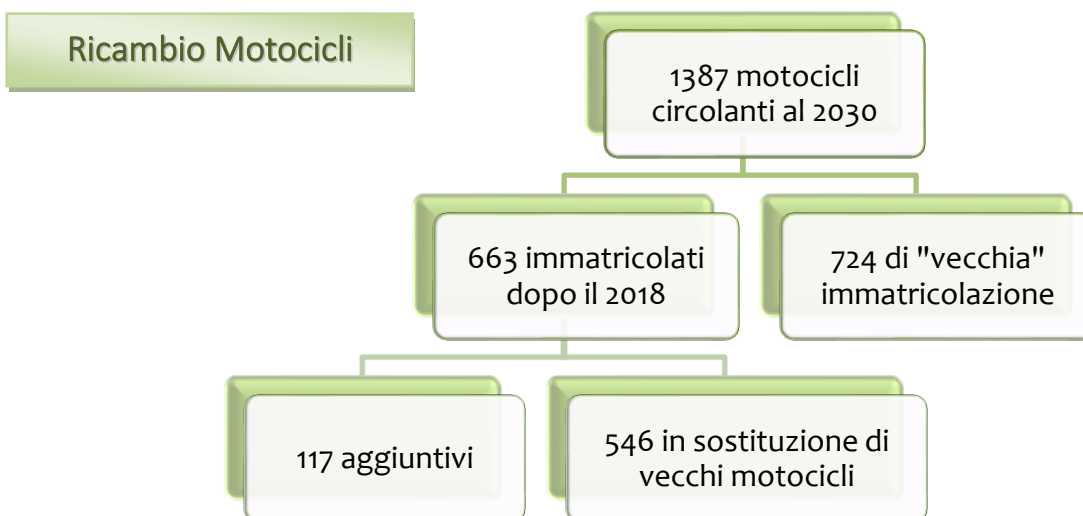 Ricambio Motocicli
1387 motocicli
circolanti al 2030
663 immatricolati
dopo il 2018
724 di "vecchia"
immatricolazione
117 aggiuntivi
546 in sostituzione di
vecchi motocicli